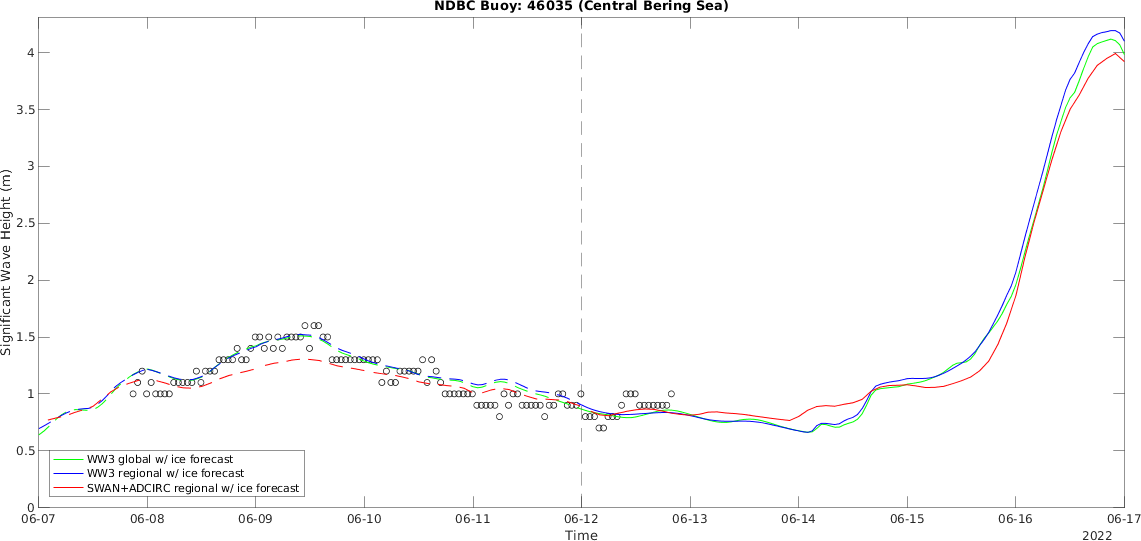 NDBC Buoy: 46035 (Central Bering Sea)
Significant Wave Height (m)
4
3.5
3
2.5
2
1.5
1
0.5
0
WW3 global w/ ice forecast
WW3 regional w/ ice forecast
SWAN+ADCIRC regional w/ ice forecast
06-07 06-08 06-09 06-10 06-11 06-12 06-13 06-14 06-15 06-16 06-17
Time
2022